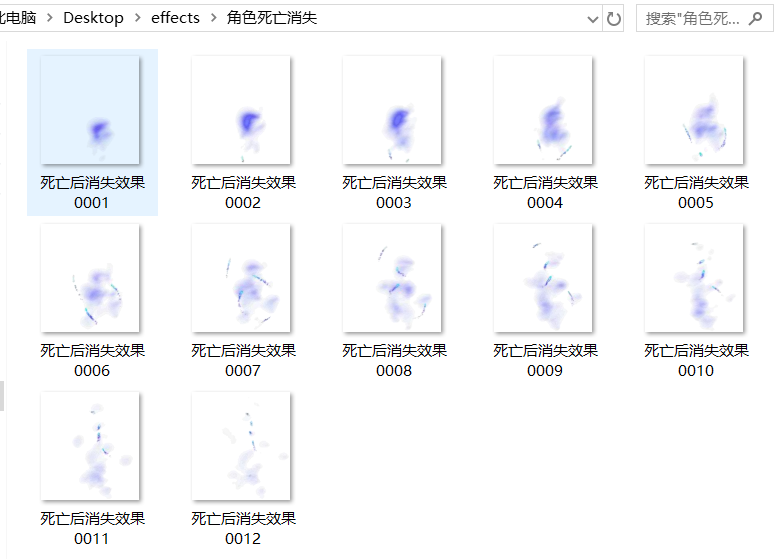 此电脑 > Desktop > effects > 角色死亡消失
搜索"角色死...
死亡后消失效果
0001
死亡后消失效果
0002
死亡后消失效果
0003
死亡后消失效果
0004
死亡后消失效果
0005
死亡后消失效果
0006
死亡后消失效果
0007
死亡后消失效果
0008
死亡后消失效果
0009
死亡后消失效果
0010
死亡后消失效果
0011
死亡后消失效果
0012